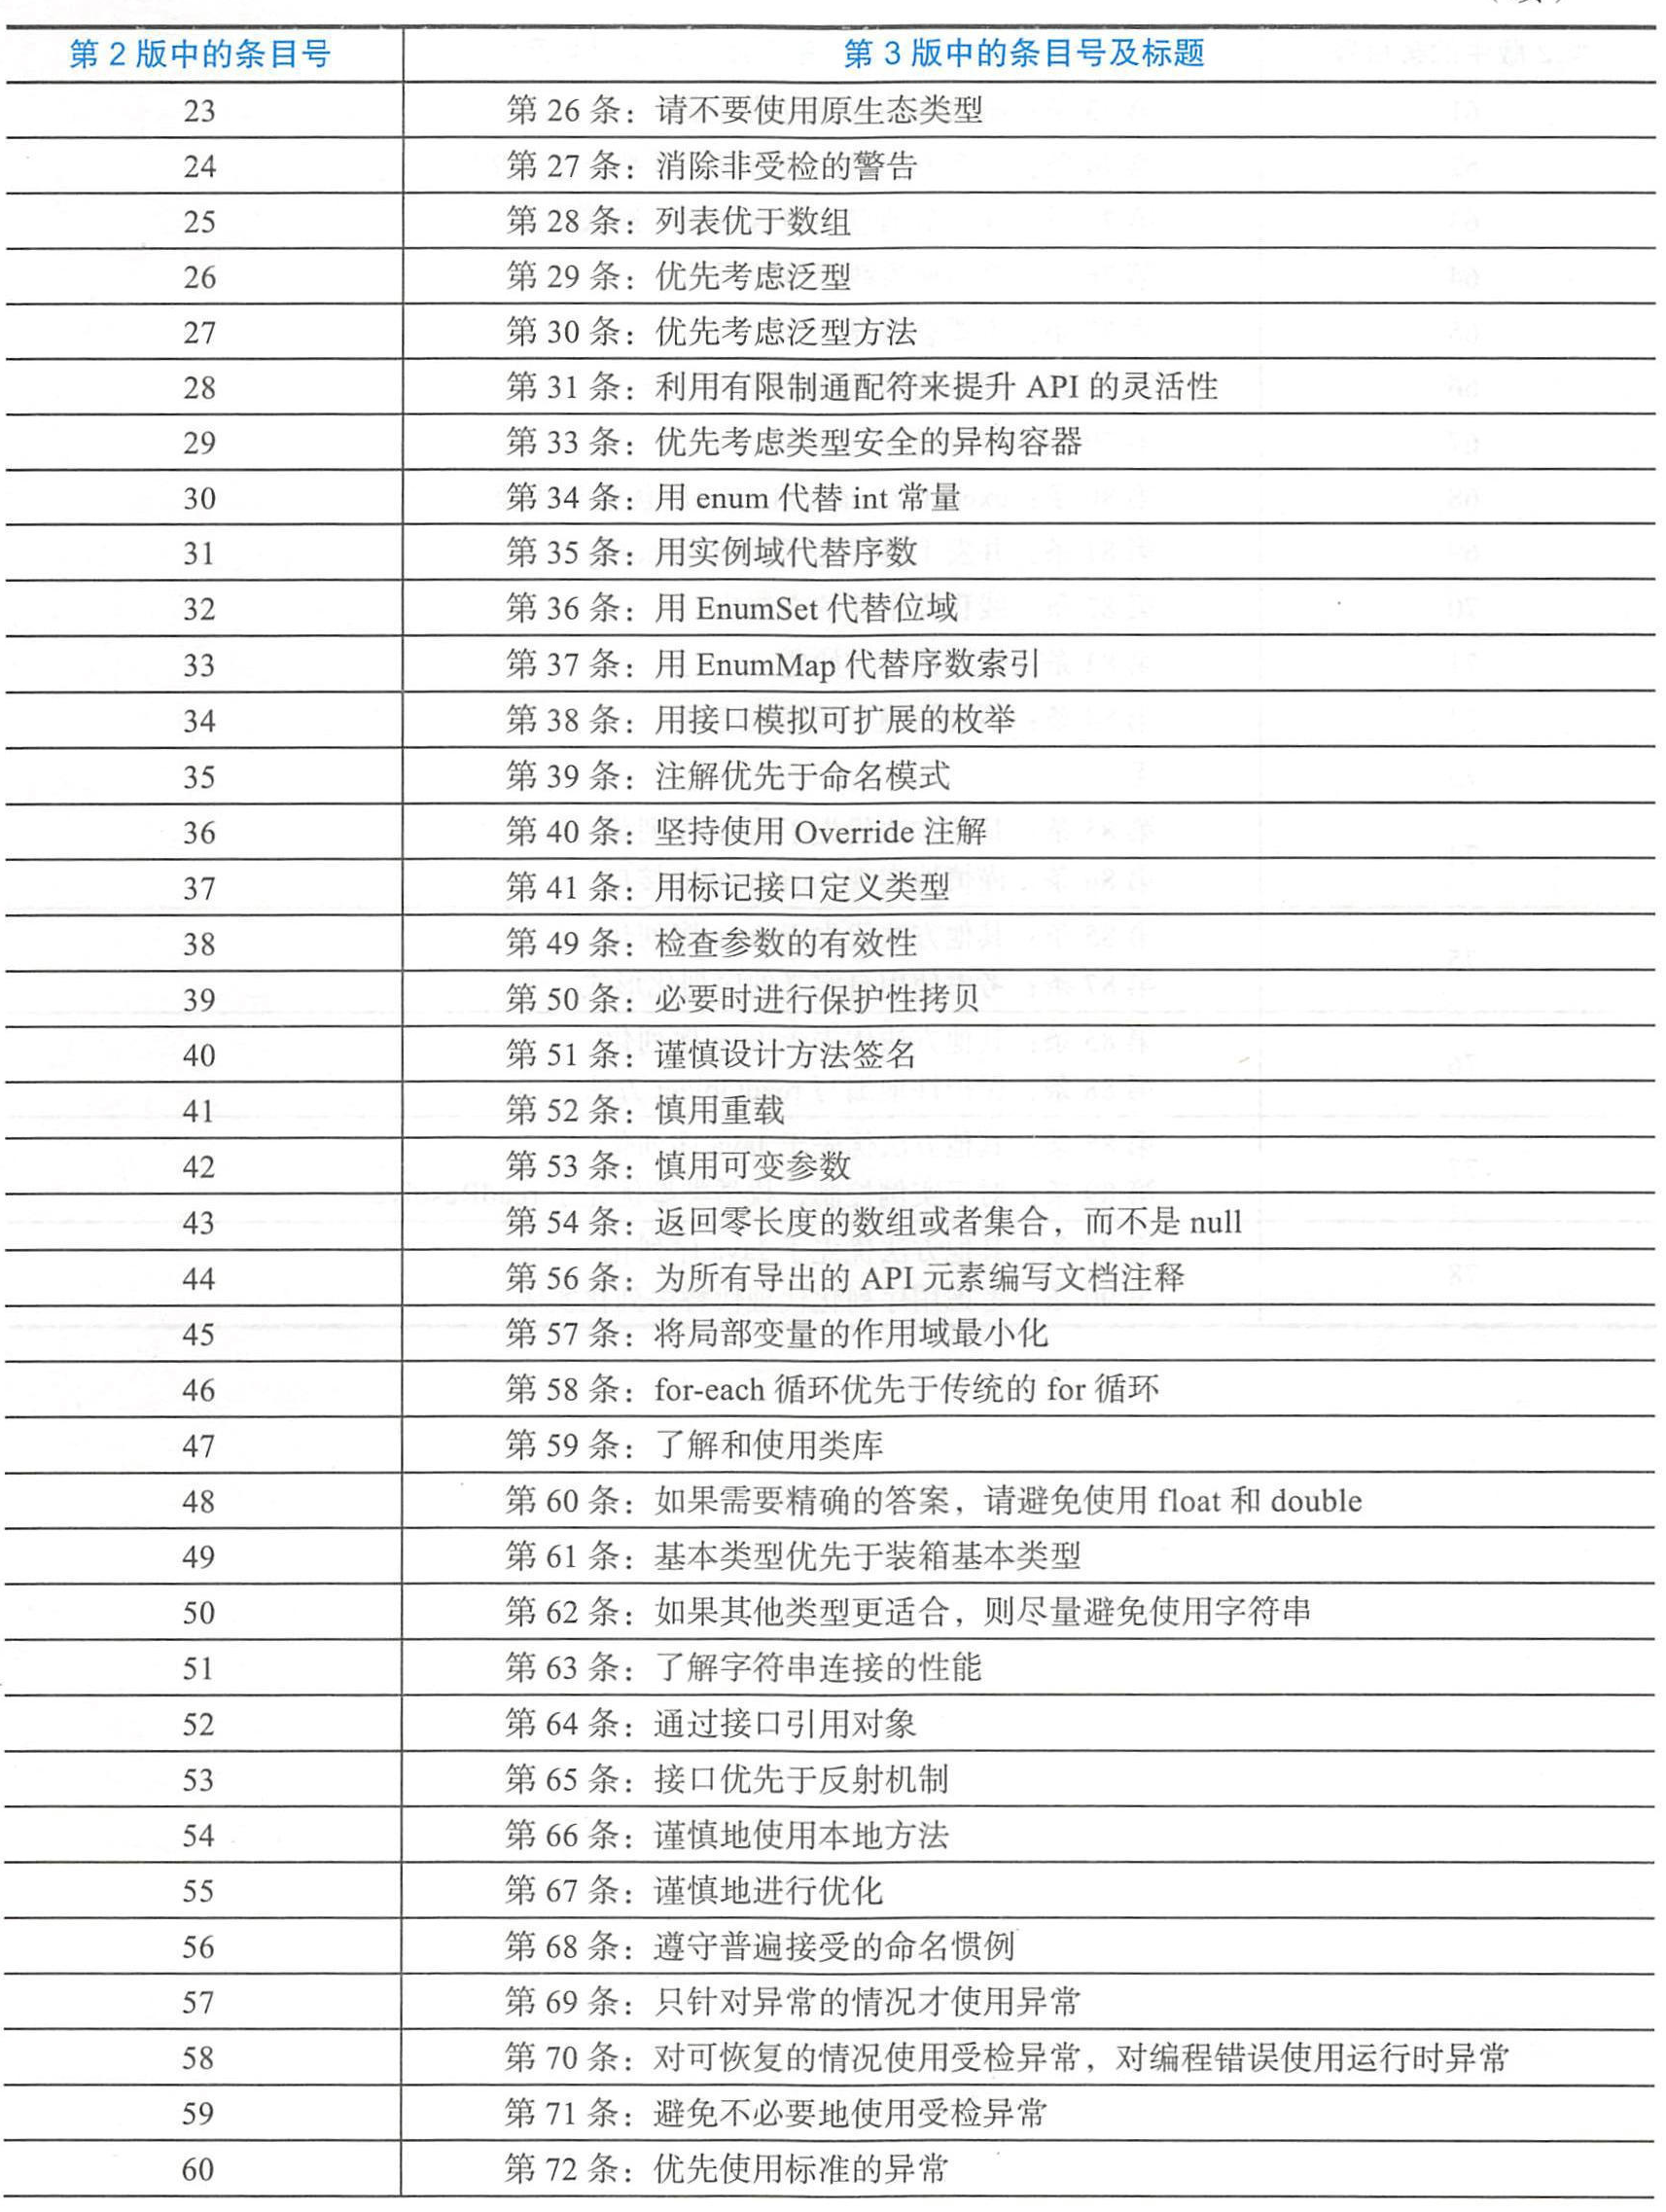 第 2 版中的条目号 第 3 版中的条目号及标题
23 第 26 条：请不要使用原生态类型
24 第 27 条：消除非受检的警告
25 第 28 条：列表优于数组
26 第 29 条：优先考虑泛型
27 第 30 条：优先考虑泛型方法
28 第 31 条：利用有限制通配符来提升 API 的灵活性
29 第 33 条：优先考虑类型安全的异构容器
30 第 34 条：用 enum 代替 int 常量
31 第 35 条：用实例域代替序数
32 第 36 条：用 EnumSet 代替位域
33 第 37 条：用 EnumMap 代替序数索引
34 第 38 条：用接口模拟可扩展的枚举
35 第 39 条：注解优先于命名模式
36 第 40 条：坚持使用 Override 注解
37 第 41 条：用标记接口定义类型
38 第 49 条：检查参数的有效性
39 第 50 条：必要时进行保护性拷贝
40 第 51 条：谨慎设计方法签名
41 第 52 条：慎用重载
42 第 53 条：慎用可变参数
43 第 54 条：返回零长度的数组或者集合，而不是 null
44 第 56 条：为所有导出的 API 元素编写文档注释
45 第 57 条：将局部变量的作用域最小化
46 第 58 条：for-each 循环优先于传统的 for 循环
47 第 59 条：了解和使用类库
48 第 60 条：如果需要精确的答案，请避免使用 float 和 double
49 第 61 条：基本类型优先于装箱基本类型
50 第 62 条：如果其他类型更适合，则尽量避免使用字符串
51 第 63 条：了解字符串连接的性能
52 第 64 条：通过接口引用对象
53 第 65 条：接口优先于反射机制
54 第 66 条：谨慎地使用本地方法
55 第 67 条：谨慎地进行优化
56 第 68 条：遵守普遍接受的命名惯例
57 第 69 条：只针对异常的情况才使用异常
58 第 70 条：对可恢复的情况使用受检异常，对编程错误使用运行时异常
59 第 71 条：避免不必要地使用受检异常
60 第 72 条：优先使用标准的异常